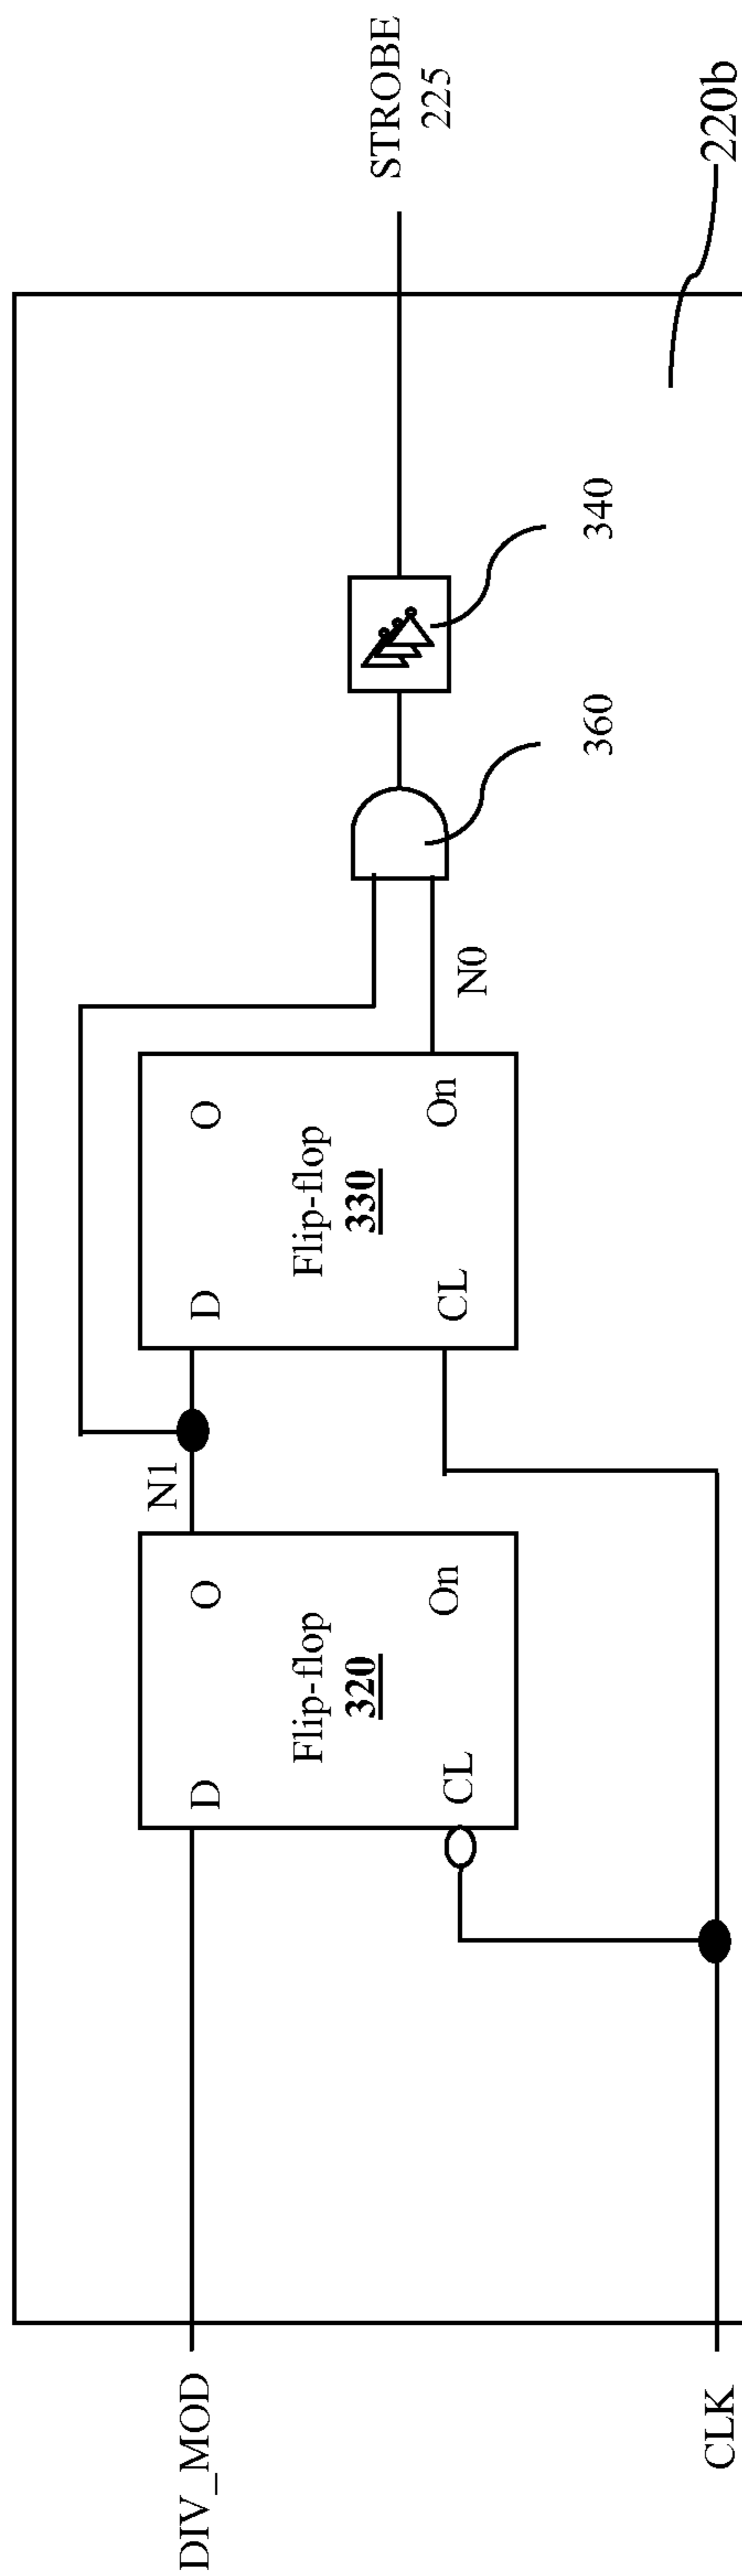 DIV_MOD
CLK
D
O
Flip-flop
320
CL
On
N1
D
O
Flip-flop
330
CL
On
N0
360
340
STROBE
225
220b